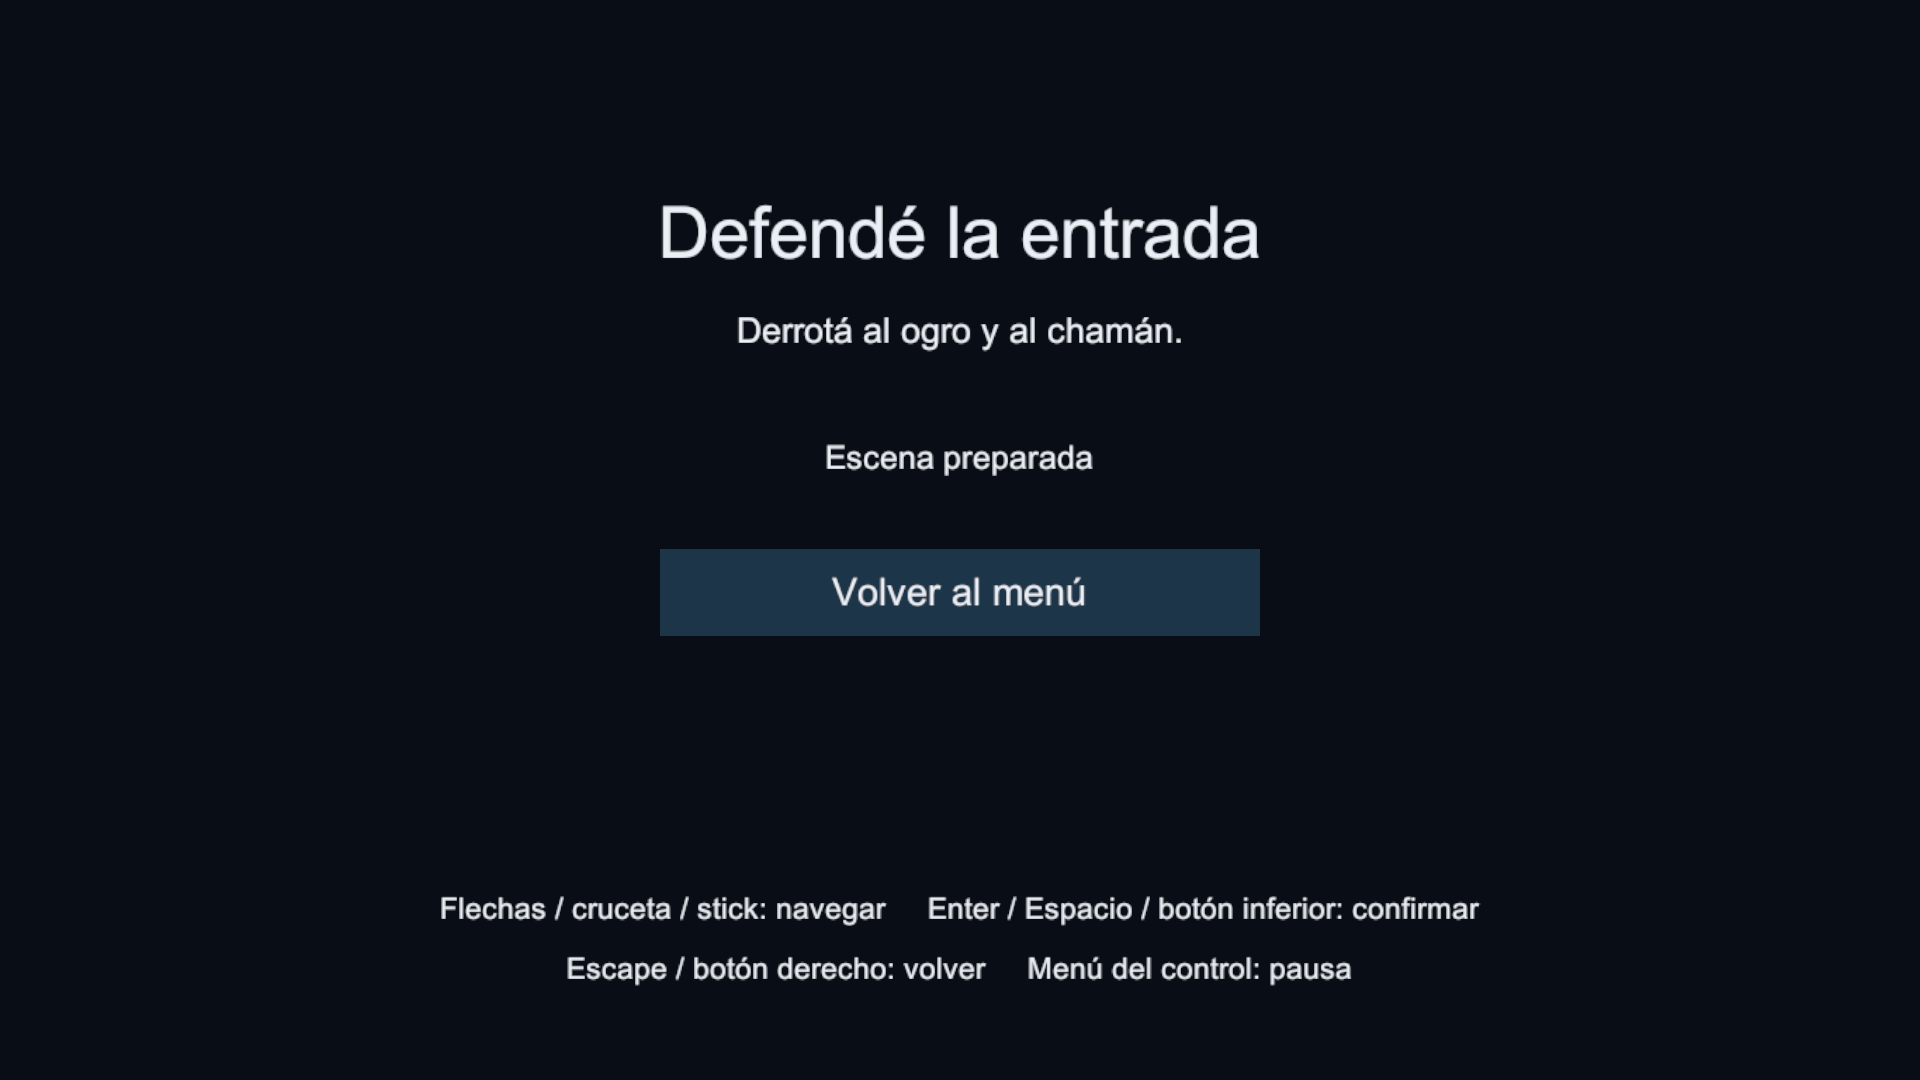 Defendé la entrada
Derrotá al ogro y al chamán.
Escena preparada
Volver al menú
Flechas / cruceta / stick: navegar Enter / Espacio / botón inferior: confirmar
Escape / botón derecho: volver Menú del control: pausa